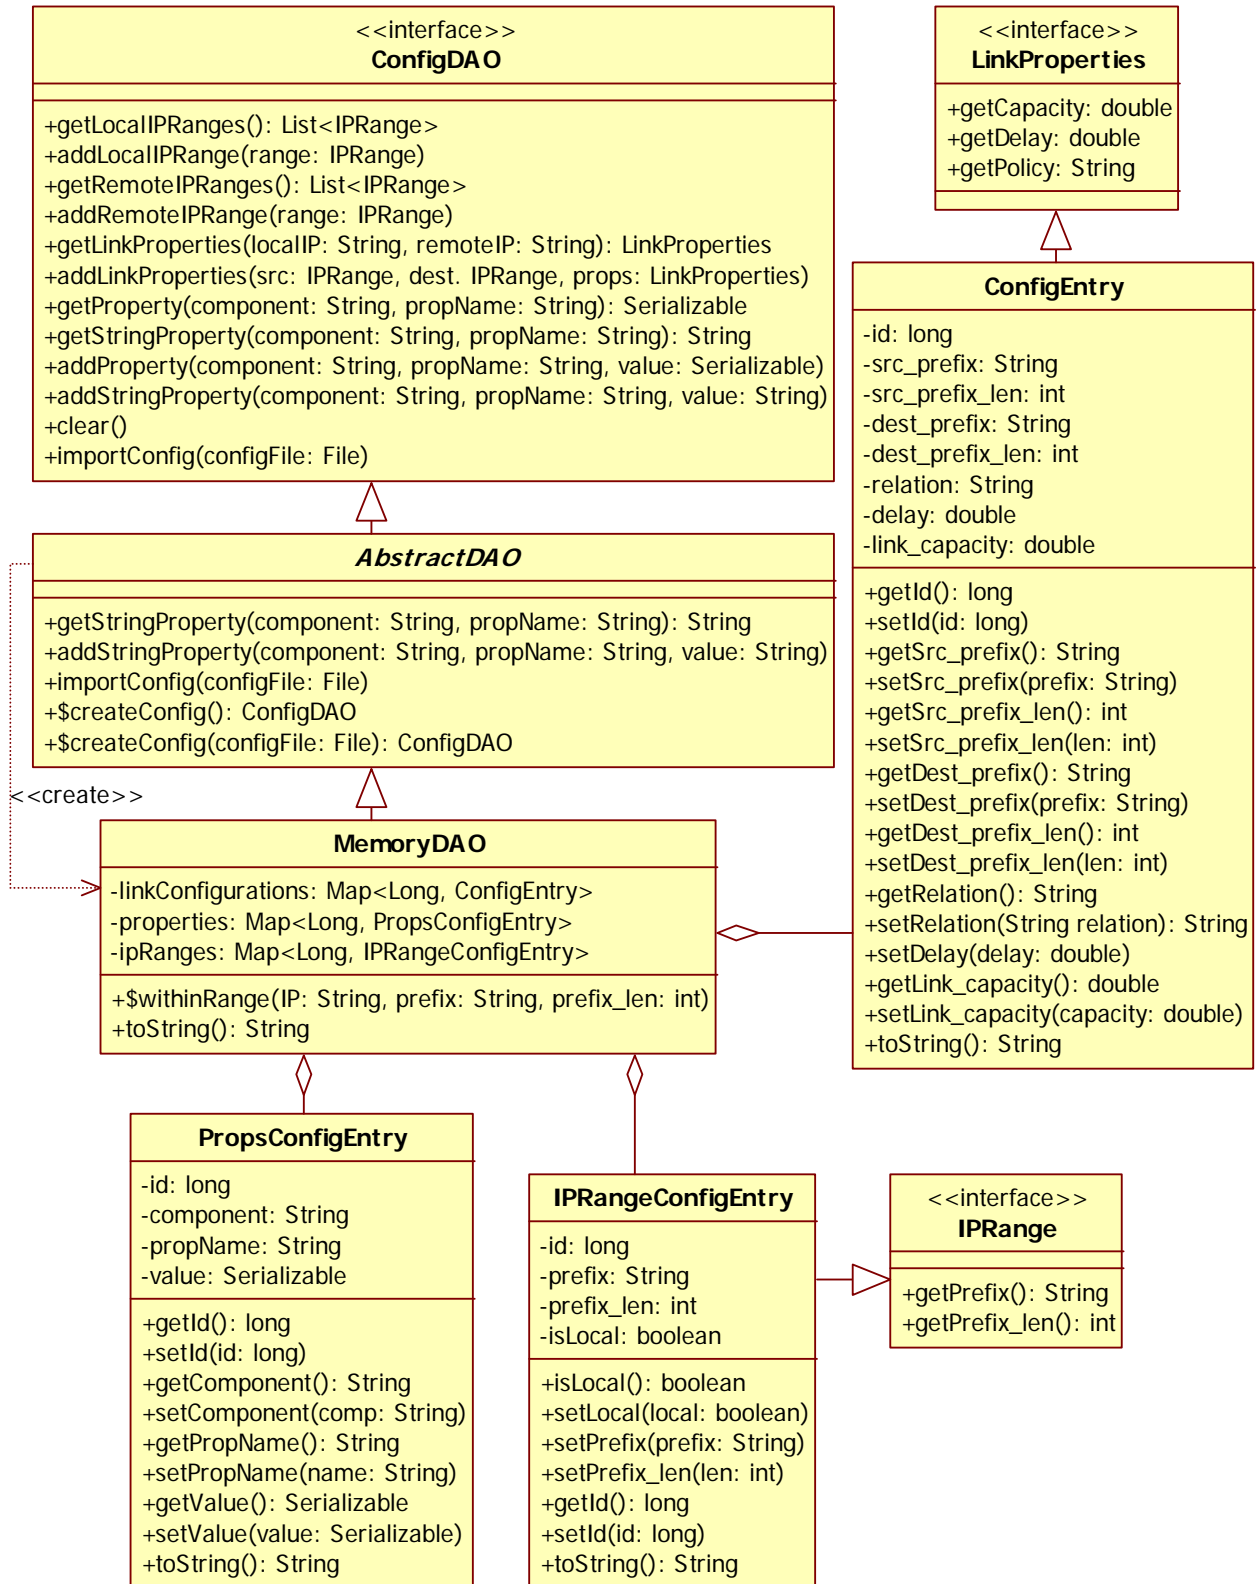 <<interface>>
ConfigDAO
+getLocalIPRanges(): List<IPRange>
+addLocalIPRange(range: IPRange)
+getRemoteIPRanges(): List<IPRange>
+addRemoteIPRange(range: IPRange)
+getLinkProperties(localIP: String, remoteIP: String): LinkProperties
+addLinkProperties(src: IPRange, dest. IPRange, props: LinkProperties)
+getProperty(component: String, propName: String): Serializable
+getStringProperty(component: String, propName: String): String
+addProperty(component: String, propName: String, value: Serializable)
+addStringProperty(component: String, propName: String, value: String)
+clear()
+importConfig(configFile: File)
<<interface>>
LinkProperties
+getCapacity: double
+getDelay: double
+getPolicy: String
ConfigEntry
-id: long
-src_prefix: String
-src_prefix_len: int
-dest_prefix: String
-dest_prefix_len: int
-relation: String
-delay: double
-link_capacity: double
+getId(): long
+setId(id: long)
+getSrc_prefix(): String
+setSrc_prefix(prefix: String)
+getSrc_prefix_len(): int
+setSrc_prefix_len(len: int)
+getDest_prefix(): String
+setDest_prefix(prefix: String)
+getDest_prefix_len(): int
+setDest_prefix_len(len: int)
+getRelation(): String
+setRelation(String relation): String
+setDelay(delay: double)
+getLink_capacity(): double
+setLink_capacity(capacity: double)
+toString(): String
AbstractDAO
+getStringProperty(component: String, propName: String): String
+addStringProperty(component: String, propName: String, value: String)
+importConfig(configFile: File)
+$createConfig(): ConfigDAO
+$createConfig(configFile: File): ConfigDAO
<<create>>
MemoryDAO
-linkConfigurations: Map<Long, ConfigEntry>
-properties: Map<Long, PropsConfigEntry>
-ipRanges: Map<Long, IPRangeConfigEntry>
+$withinRange(IP: String, prefix: String, prefix_len: int)
+toString(): String
PropsConfigEntry
-id: long
-component: String
-propName: String
-value: Serializable
+getId(): long
+setId(id: long)
+getComponent(): String
+setComponent(comp: String)
+getPropName(): String
+setPropName(name: String)
+getValue(): Serializable
+setValue(value: Serializable)
+toString(): String
IPRangeConfigEntry
-id: long
-prefix: String
-prefix_len: int
-isLocal: boolean
+isLocal(): boolean
+setLocal(local: boolean)
+setPrefix(prefix: String)
+setPrefix_len(len: int)
+getId(): long
+setId(id: long)
+toString(): String
<<interface>>
IPRange
+getPrefix(): String
+getPrefix_len(): int